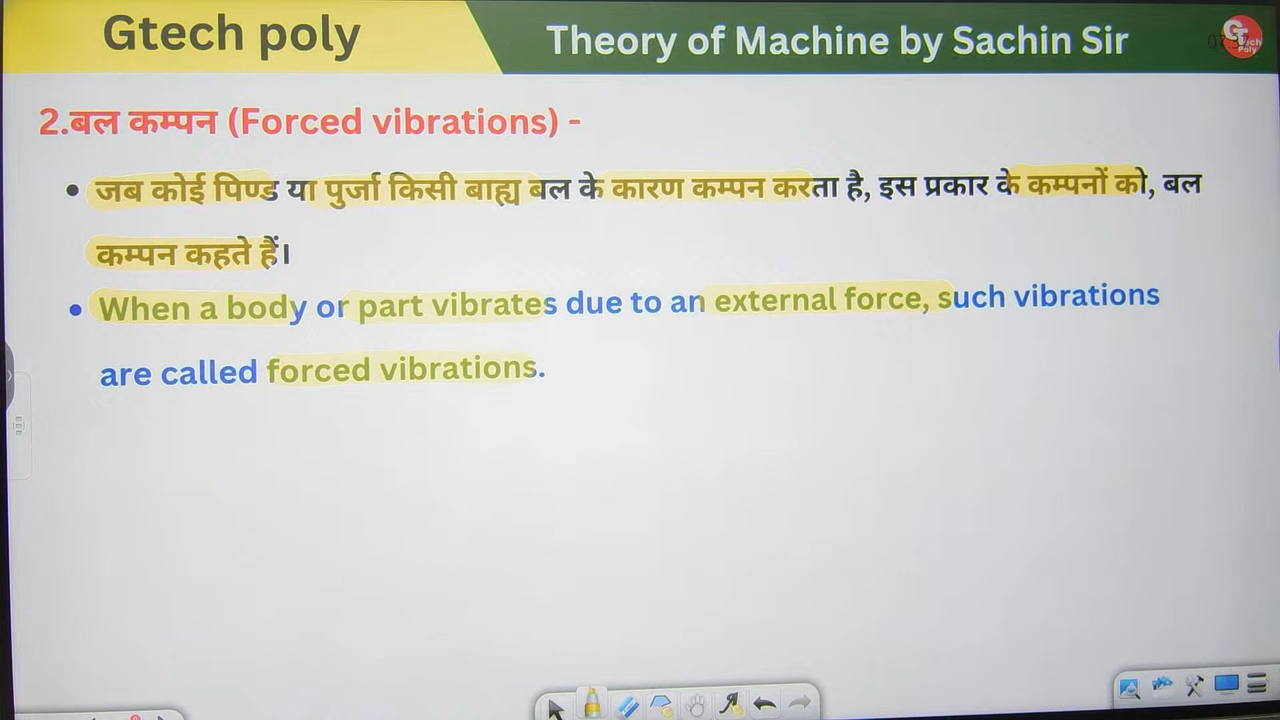 Gtech poly
Theory of Machine by Sachin Sir
2.बल कम्पन (Forced vibrations) -
• जब कोई पिण्ड या पुर्जा किसी बाह्य बल के कारण कम्पन करता है, इस प्रकार के कम्पनों को, बल
कम्पन कहते हैं।
• When a body or part vibrates due to an external force, such vibrations
are called forced vibrations.